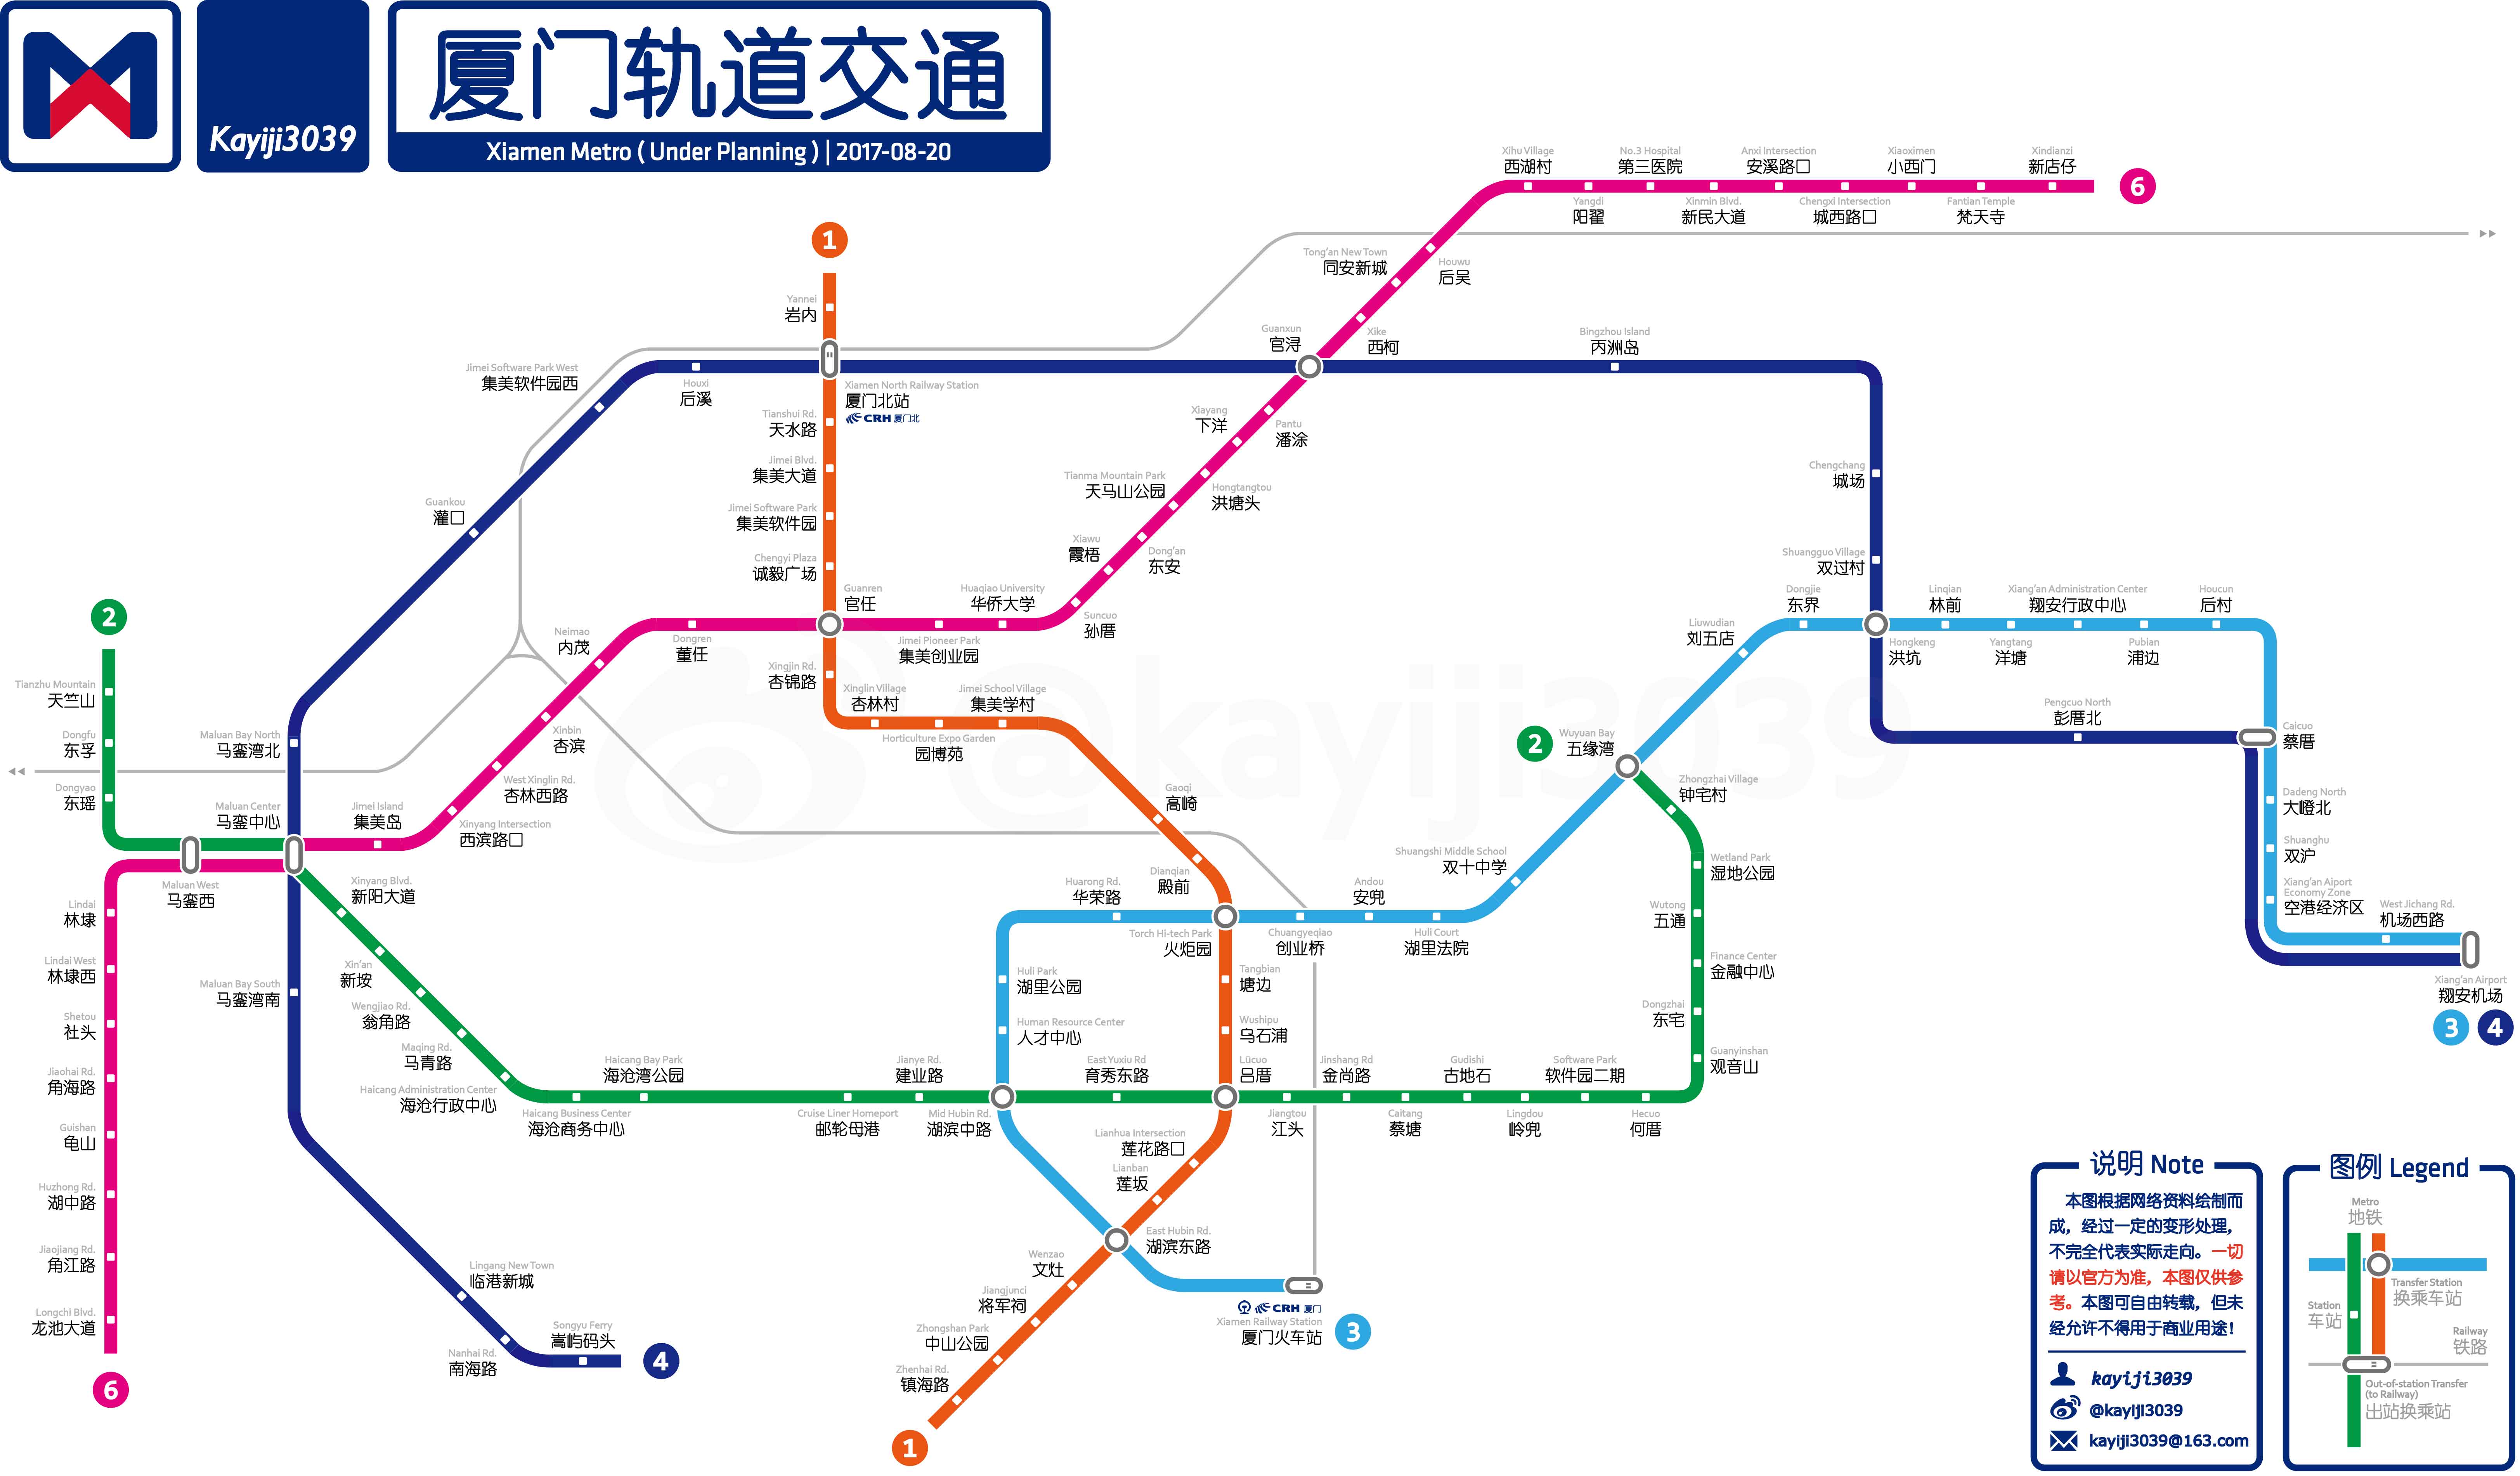 Kayiji3039
厦门轨道交通
Xiamen Metro ( Under Planning ) | 2017-08-20
Xihu Village
西湖村
No.3 Hospital
第三医院
Anxi Intersection
安溪路口
Xiaoximen
小西门
Xindianzi
新店仔
6
Yangdi
阳翟
Xinmin Blvd.
新民大道
Chengxi Intersection
城西路口
Fantian Temple
梵天寺
1
Tong'an New Town
同安新城
Houwu
后吴
Yannei
岩内
Guanxun
官浔
Xike
西柯
Bingzhou Island
丙洲岛
Jimei Software Park West
集美软件园西
Houxi
后溪
Xiamen North Railway Station
厦门北站
CRH 厦门北
Tianshui Rd.
天水路
Xiayang
下洋
Pantu
潘涂
Jimei Blvd.
集美大道
Tianma Mountain Park
天马山公园
Hongtangtou
洪塘头
Chengchang
城场
Guankou
灌口
Jimei Software Park
集美软件园
Xiawu
霞梧
Dong'an
东安
Chengyi Plaza
诚毅广场
Shuangguo Village
双过村
2
Guanren
官任
Huaqiao University
华侨大学
Suncuo
孙厝
Dongjie
东界
Linqian
林前
Xiang'an Administration Center
翔安行政中心
Houcun
后村
Neimao
内茂
Dongren
董任
Jimei Pioneer Park
集美创业园
Liuwudian
刘五店
Hongkeng
洪坑
Yangtang
洋塘
Pubian
浦边
Tianzhu Mountain
天竺山
Xingjin Rd.
杏锦路
Xinglin Village
杏林村
Jimei School Village
集美学村
@kayiji3039
Pengcuo North
彭厝北
Dongfu
东孚
Maluan Bay North
马銮湾北
Xinbin
杏滨
Horticulture Expo Garden
园博苑
2
Wuyuan Bay
五缘湾
Caicuo
蔡厝
Dongyao
东瑶
West Xinglin Rd.
杏林西路
Gaoqi
高崎
Zhongzhai Village
钟宅村
Dadeng North
大嶝北
Maluan Center
马銮中心
Jimei Island
集美岛
Xinyang Intersection
西滨路口
Shuangshi Middle School
双十中学
Wetland Park
湿地公园
Shuanghu
双沪
Maluan West
马銮西
Xinyang Blvd.
新阳大道
Dianqian
殿前
Huarong Rd.
华荣路
Andou
安兜
Xiang'an Aiport
Economy Zone
空港经济区
West Jichang Rd.
机场西路
Lindai
林埭
Torch Hi-tech Park
火炬园
Chuangyeqiao
创业桥
Huli Court
湖里法院
Wutong
五通
Lindai West
林埭西
Xin'an
新垵
Huli Park
湖里公园
Tangbian
塘边
Finance Center
金融中心
Xiang'an Airport
翔安机场
3
4
Maluan Bay South
马銮湾南
Wengjiao Rd.
翁角路
Human Resource Center
人才中心
Wushipu
乌石浦
Dongzhai
东宅
Shetou
社头
Maqing Rd.
马青路
Haicang Bay Park
海沧湾公园
Jianye Rd.
建业路
East Yuxiu Rd
育秀东路
Lücuo
吕厝
Jinshang Rd
金尚路
Gudishi
古地石
Software Park
软件园二期
Guanyinshan
观音山
Jiaohai Rd.
角海路
Haicang Administration Center
海沧行政中心
Haicang Business Center
海沧商务中心
Cruise Liner Homeport
邮轮母港
Mid Hubin Rd.
湖滨中路
Jiangtou
江头
Caitang
蔡塘
Lingdou
岭兜
Hecuo
何厝
Guishan
龟山
Lianhua Intersection
莲花路口
Lianban
莲坂
Huzhong Rd.
湖中路
East Hubin Rd.
湖滨东路
Jiaojiang Rd.
角江路
Lingang New Town
临港新城
Wenzao
文灶
Jiangjunci
将军祠
CRH 厦门
Xiamen Railway Station
厦门火车站
3
Longchi Blvd.
龙池大道
Songyu Ferry
嵩屿码头
Zhongshan Park
中山公园
Nanhai Rd.
南海路
4
Zhenhai Rd.
镇海路
6
1
说明 Note
本图根据网络资料绘制而
成，经过一定的变形处理，
不完全代表实际走向。一切
请以官方为准，本图仅供参
考。本图可自由转载，但未
经允许不得用于商业用途！
kayiji3039
@kayiji3039
kayiji3039@163.com
图例 Legend
Metro
地铁
Transfer Station
换乘车站
Station
车站
Railway
铁路
Out-of-station Transfer
(to Railway)
出站换乘站